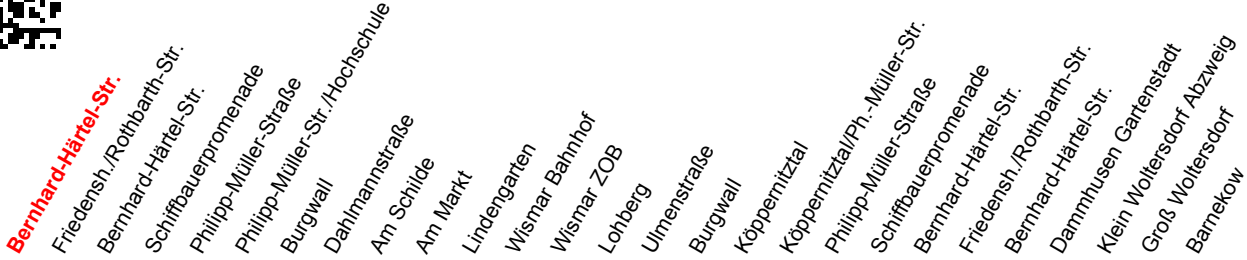 Bernhard-Härtel-Str.
Friedensh./Rothbarth-Str.
Bernhard-Härtel-Str.
Schiffbauerpromenade
Philipp-Müller-Straße
Philipp-Müller-Str./Hochschule
Burgwall
Dahlmannstraße
Am Schilde
Am Markt
Lindengarten
Wismar Bahnhof
Wismar ZOB
Lohberg
Ulmenstraße
Burgwall
Köppernitztal
Köppernitztal/Ph.-Müller-Str.
Philipp-Müller-Straße
Schiffbauerpromenade
Bernhard-Härtel-Str.
Friedensh./Rothbarth-Str.
Bernhard-Härtel-Str.
Dammhusen Gartenstadt
Klein Woltersdorf Abzweig
Groß Woltersdorf
Barnekow